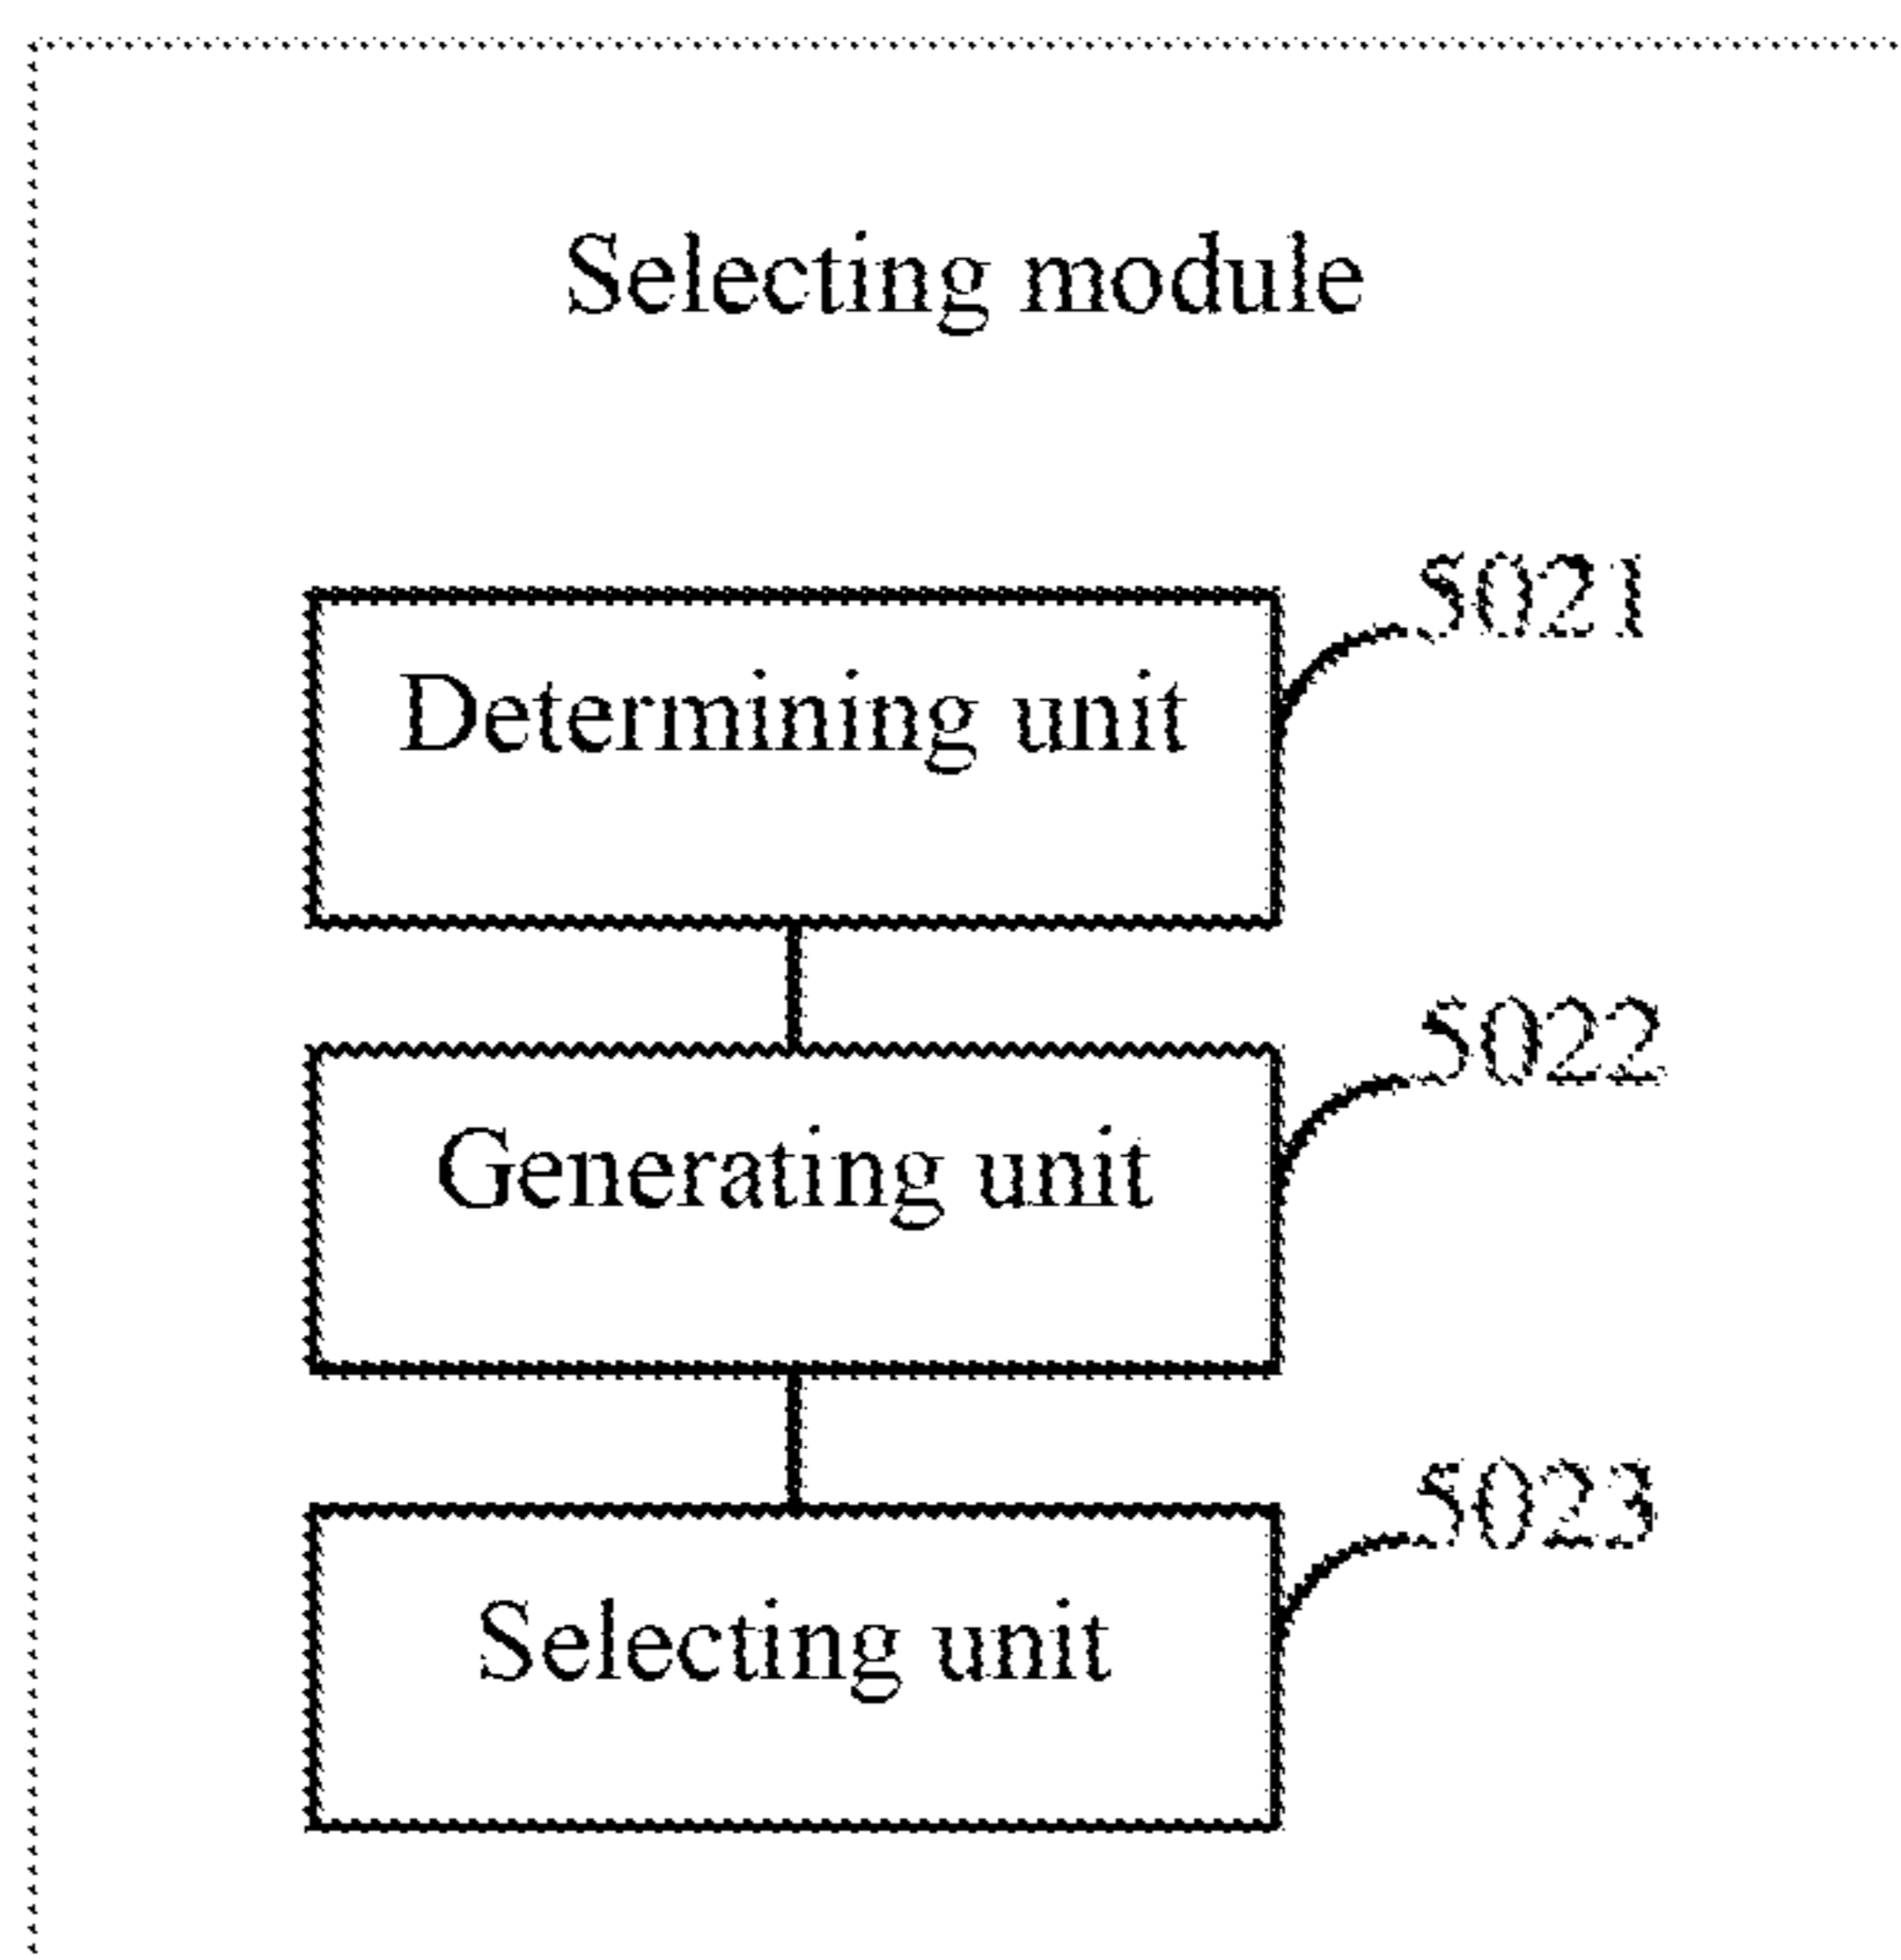 Selecting module
5021
Determining unit
5022
Generating unit
5023
Selecting unit